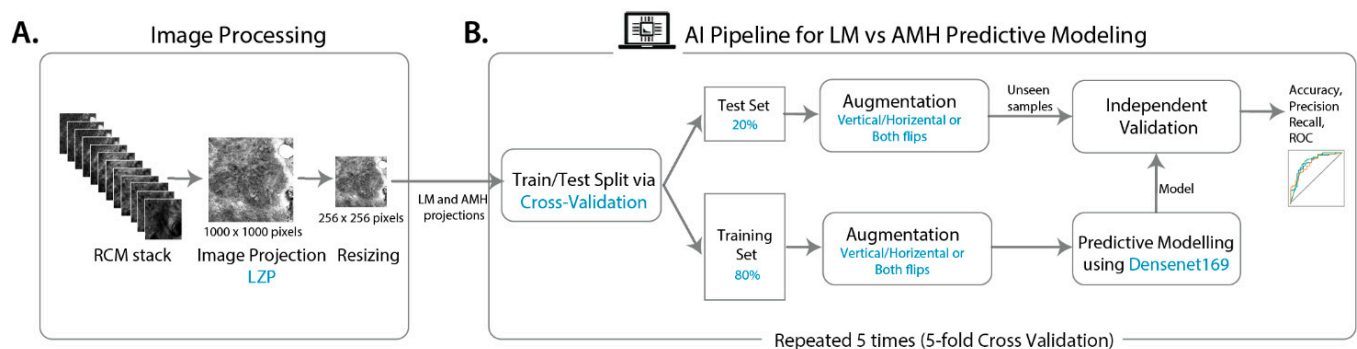 A.
Image Processing
RCM stack
1000 x 1000 pixels
Image Projection
LZP
256 x 256 pixels
Resizing
LM and AMH
projections
B.
AI Pipeline for LM vs AMH Predictive Modeling
Train/Test Split via
Cross-Validation
Test Set
20%
Augmentation
Vertical/Horizontal or
Both flips
Unseen
samples
Independent
Validation
Accuracy,
Precision
Recall,
ROC
Training
Set
80%
Augmentation
Vertical/Horizontal or
Both flips
Model
Predictive Modelling
using Densenet169
Repeated 5 times (5-fold Cross Validation)